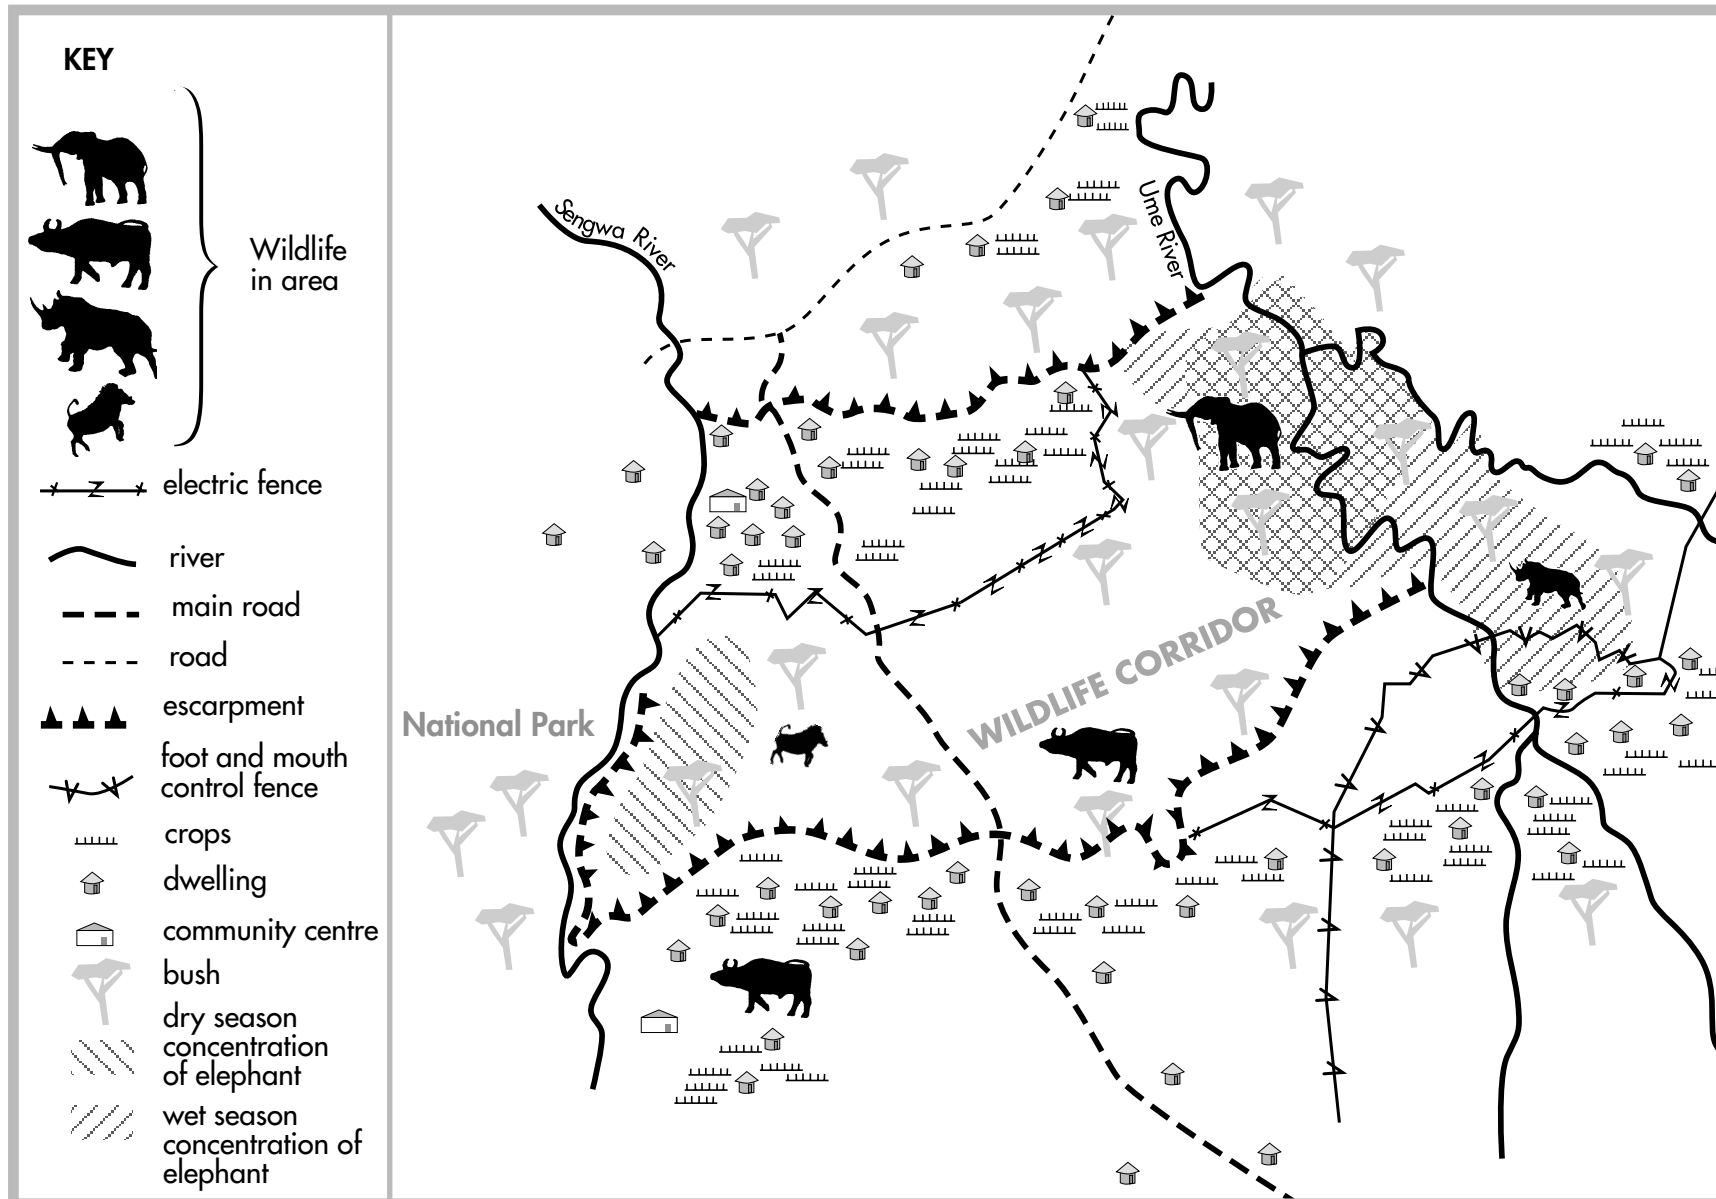 KEY
Wildlife
in area
electric fence
river
main road
road
escarpment
foot and mouth
control fence
crops
dwelling
community centre
bush
dry season
concentration
of elephant
wet season
concentration of
elephant
Sengwa River
Ume River
National Park
WILDLIFE CORRIDOR